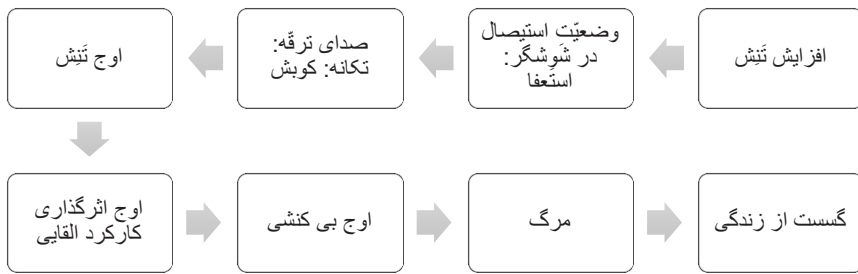 افزایش تَنِش
وضعیّتِ استیصال
در شَوِشگر:
استعفا
صدای ترقّه:
تکانه: کوبش
اوج تَنِش
اوج اثرگذاری
کارکرد القایی
اوج بی کنشی
مرگ
گسست از زندگی